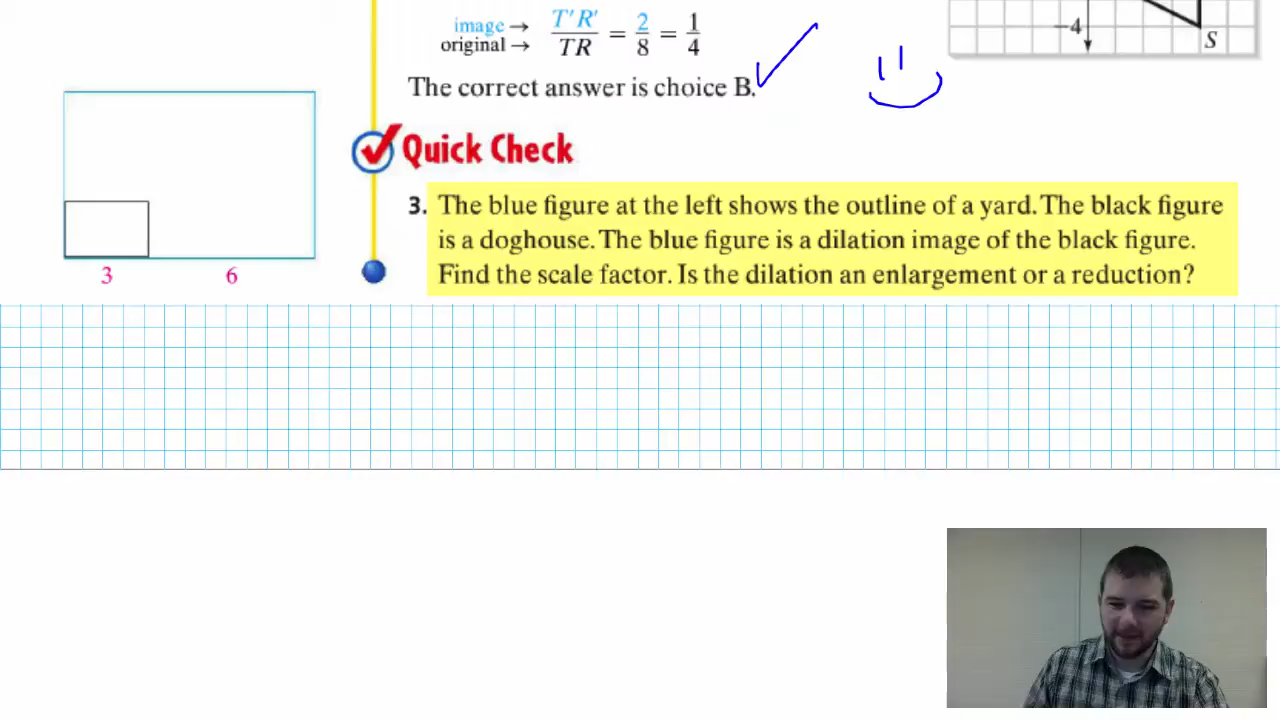 image → T'R' / TR = 2/8 = 1/4
original →
The correct answer is choice B.
−4
S
Quick Check
3. The blue figure at the left shows the outline of a yard. The black figure
is a doghouse. The blue figure is a dilation image of the black figure.
Find the scale factor. Is the dilation an enlargement or a reduction?
3 6